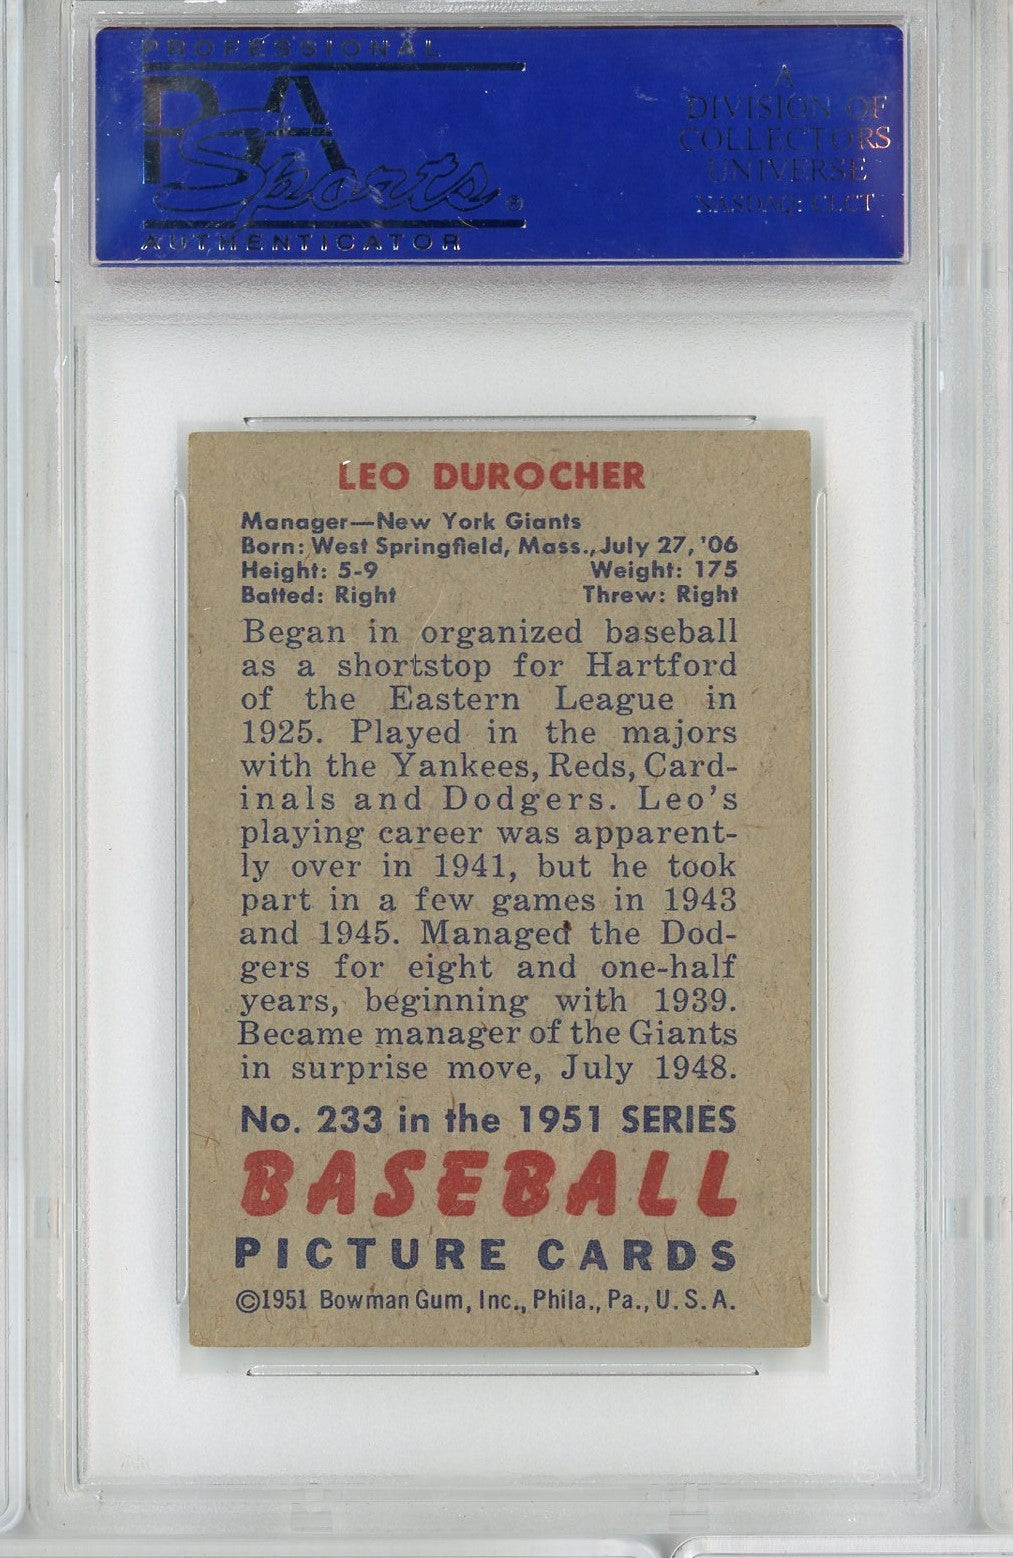 PROFESSIONAL
PSA
Sports®
AUTHENTICATOR
A
DIVISION OF
COLLECTORS
UNIVERSE
NASDAQ: CLCT
LEO DUROCHER
Manager—New York Giants
Born: West Springfield, Mass., July 27, '06
Height: 5-9 Weight: 175
Batted: Right Threw: Right
Began in organized baseball
as a shortstop for Hartford
of the Eastern League in
1925. Played in the majors
with the Yankees, Reds, Card-
inals and Dodgers. Leo's
playing career was apparent-
ly over in 1941, but he took
part in a few games in 1943
and 1945. Managed the Dod-
gers for eight and one-half
years, beginning with 1939.
Became manager of the Giants
in surprise move, July 1948.
No. 233 in the 1951 SERIES
BASEBALL
PICTURE CARDS
©1951 Bowman Gum, Inc., Phila., Pa., U.S.A.